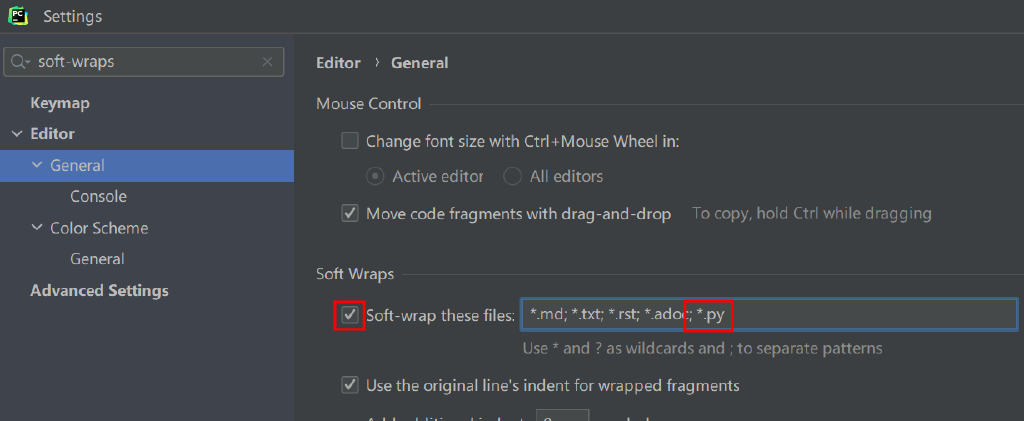 PC
Settings
soft-wraps
Keymap
Editor
General
Console
Color Scheme
General
Advanced Settings
Editor › General
Mouse Control
Change font size with Ctrl+Mouse Wheel in:
Active editor All editors
Move code fragments with drag-and-drop To copy, hold Ctrl while dragging
Soft Wraps
Soft-wrap these files: *.md; *.txt; *.rst; *.adoc; *.py
Use * and ? as wildcards and ; to separate patterns
Use the original line's indent for wrapped fragments